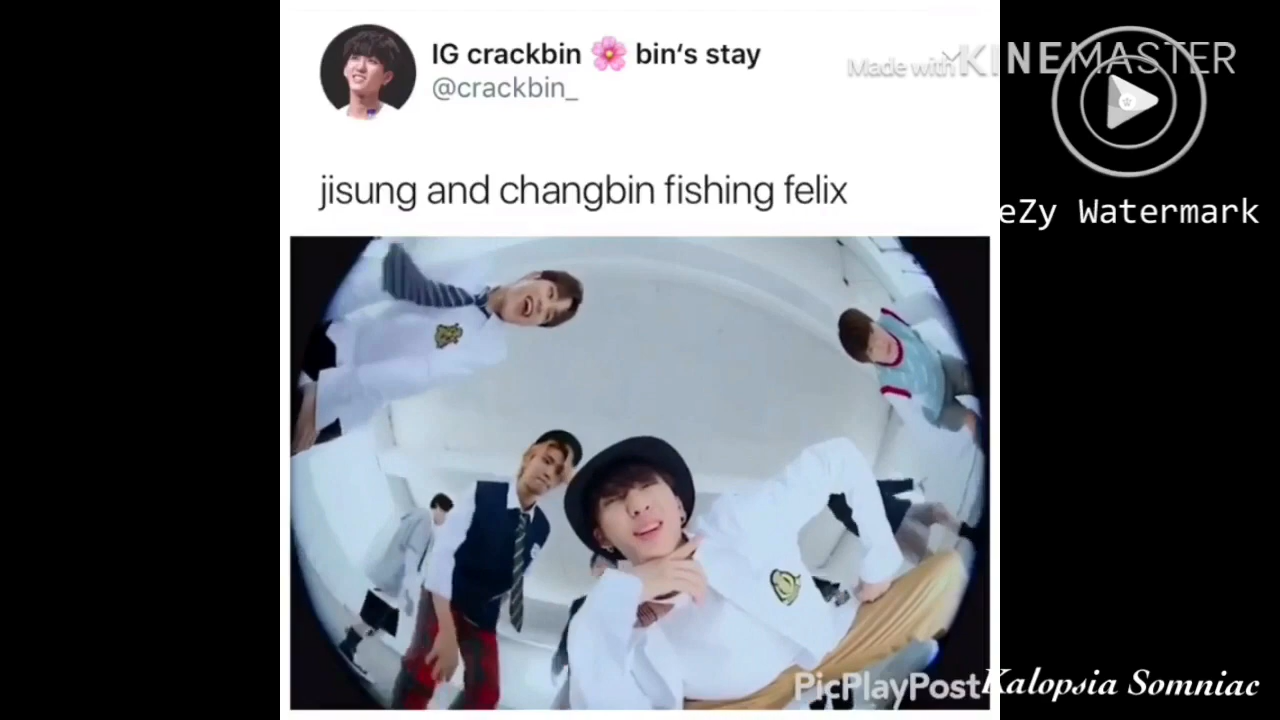 IG crackbin 🌸 bin‘s stay
@crackbin_
Made with KINEMASTER
eZy Watermark
jisung and changbin fishing felix
PicPlayPost
Kalopsia Somniac